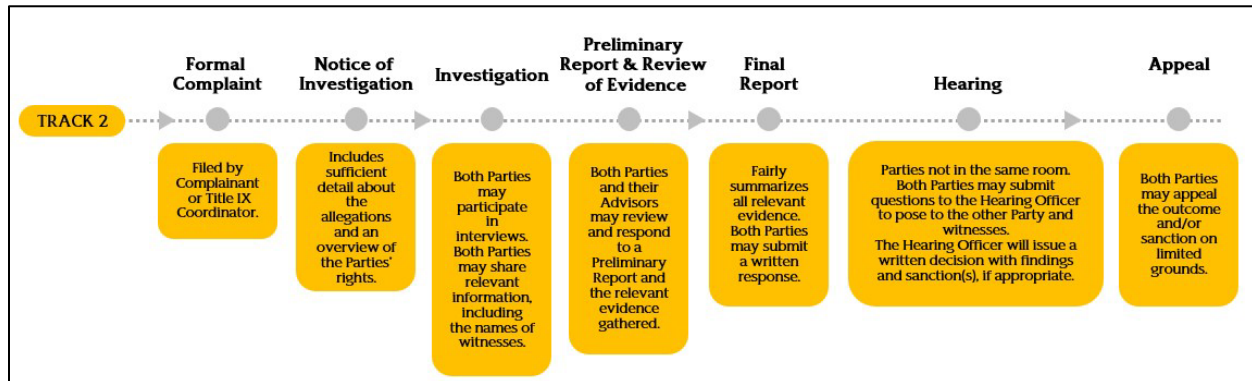 Formal
Complaint
Notice of
Investigation
Investigation
Preliminary
Report & Review
of Evidence
Final
Report
Hearing
Appeal
TRACK 2
Filed by
Complainant
or Title IX
Coordinator.
Includes
sufficient
detail about
the
allegations
and an
overview of
the Parties'
rights.
Both Parties
may
participate
in
interviews.
Both Parties
may share
relevant
information,
including
the names of
witnesses.
Both Parties
and their
Advisors
may review
and respond
to a
Preliminary
Report and
the relevant
evidence
gathered.
Fairly
summarizes
all relevant
evidence.
Both Parties
may submit
a written
response.
Parties not in the same room.
Both Parties may submit
questions to the Hearing Officer
to pose to the other Party and
witnesses.
The Hearing Officer will issue a
written decision with findings
and sanction(s), if appropriate.
Both Parties
may appeal
the outcome
and/or
sanction on
limited
grounds.